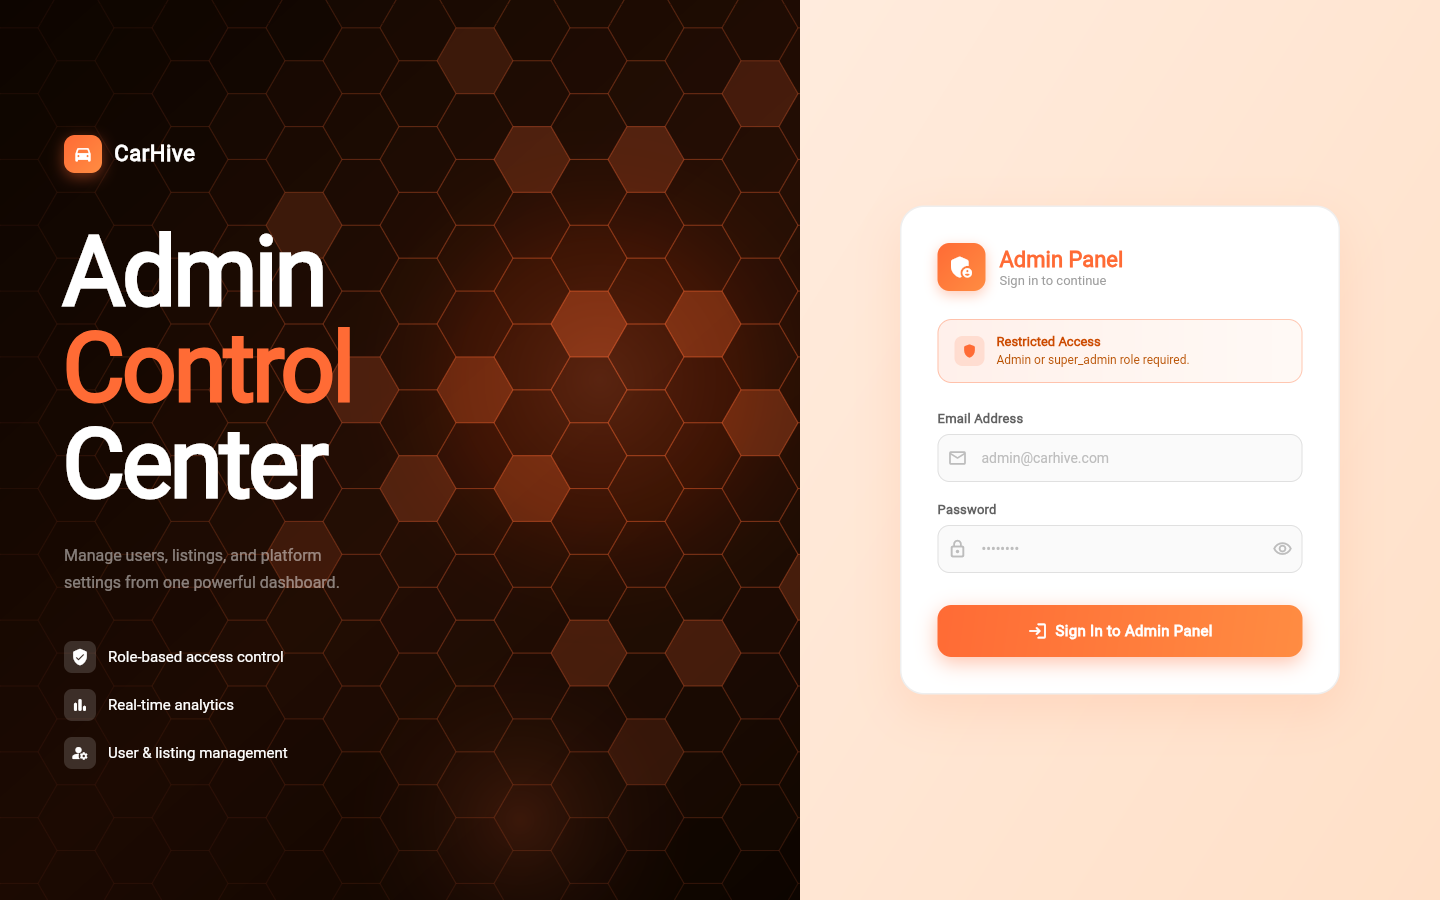 CarHive
Admin
Control
Center
Manage users, listings, and platform
settings from one powerful dashboard.
Role-based access control
Real-time analytics
User & listing management
Admin Panel
Sign in to continue
Restricted Access
Admin or super_admin role required.
Email Address
admin@carhive.com
Password
••••••••
Sign In to Admin Panel